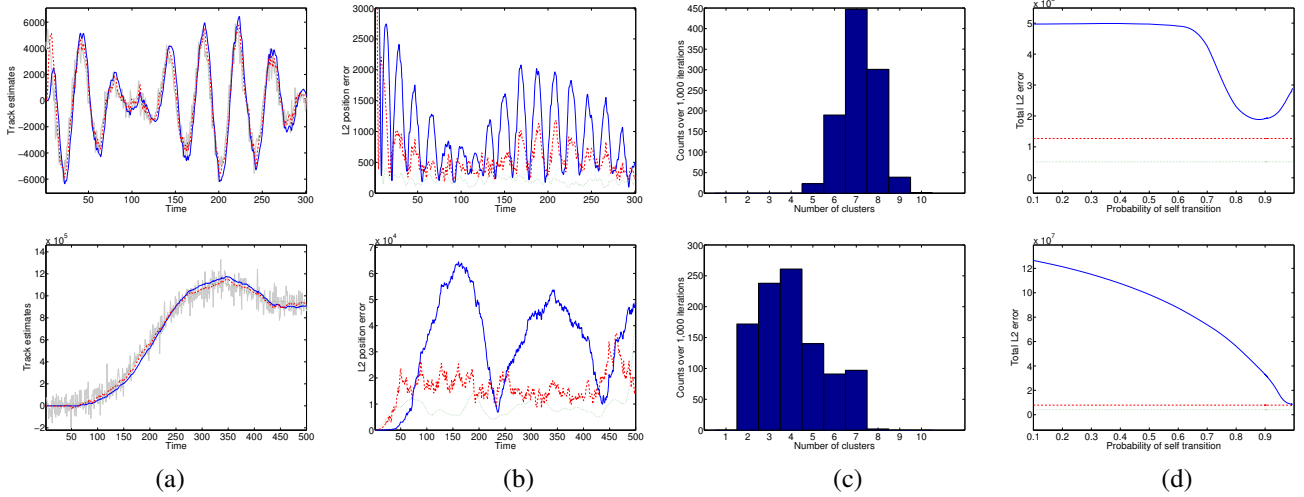 6000
4000
2000
0
−2000
−4000
−6000
50 100 150 200 250 300
Time
Track estimates
3000
2500
2000
1500
1000
500
0
50 100 150 200 250 300
Time
L2 position error
450
400
350
300
250
200
150
100
50
0
1 2 3 4 5 6 7 8 9 10
Number of clusters
Counts over 1,000 iterations
5
4
3
2
1
0
0.1 0.2 0.3 0.4 0.5 0.6 0.7 0.8 0.9 1
Probability of self transition
Total L2 error
x 10^5
14
12
10
8
6
4
2
0
−2
50 100 150 200 250 300 350 400 450 500
Time
Track estimates
x 10^4
7
6
5
4
3
2
1
0
50 100 150 200 250 300 350 400 450 500
Time
L2 position error
300
250
200
150
100
50
0
1 2 3 4 5 6 7 8 9 10
Number of clusters
Counts over 1,000 iterations
x 10^7
12
10
8
6
4
2
0
0.1 0.2 0.3 0.4 0.5 0.6 0.7 0.8 0.9 1
Probability of self transition
Total L2 error
(a) (b) (c) (d)